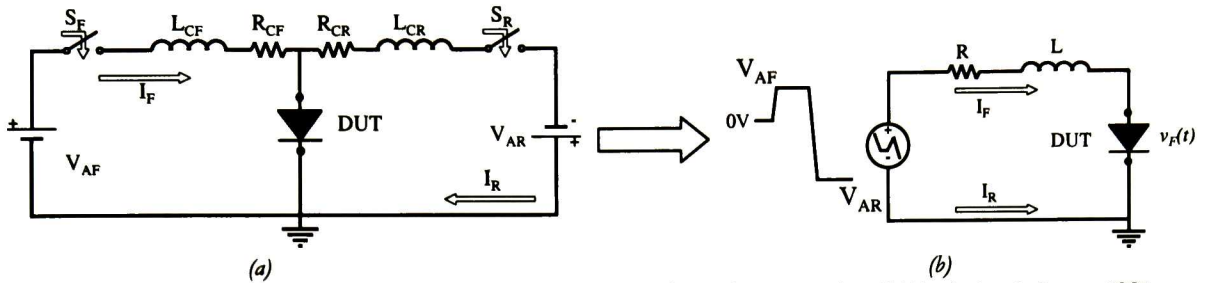 S_F L_CF R_CF R_CR L_CR S_R
I_F
+
V_AF
DUT
V_AR
-
+
I_R
(a)
V_AF
0V
V_AR
R L
I_F
+
-
DUT v_F(t)
I_R
(b)